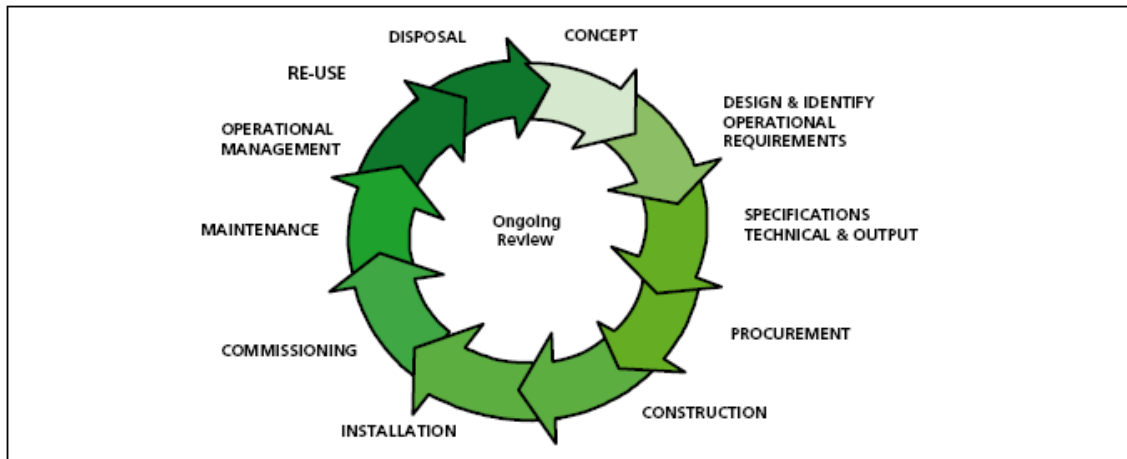 DISPOSAL
CONCEPT
RE-USE
DESIGN & IDENTIFY
OPERATIONAL
REQUIREMENTS
OPERATIONAL
MANAGEMENT
SPECIFICATIONS
TECHNICAL & OUTPUT
MAINTENANCE
Ongoing
Review
PROCUREMENT
COMMISSIONING
CONSTRUCTION
INSTALLATION